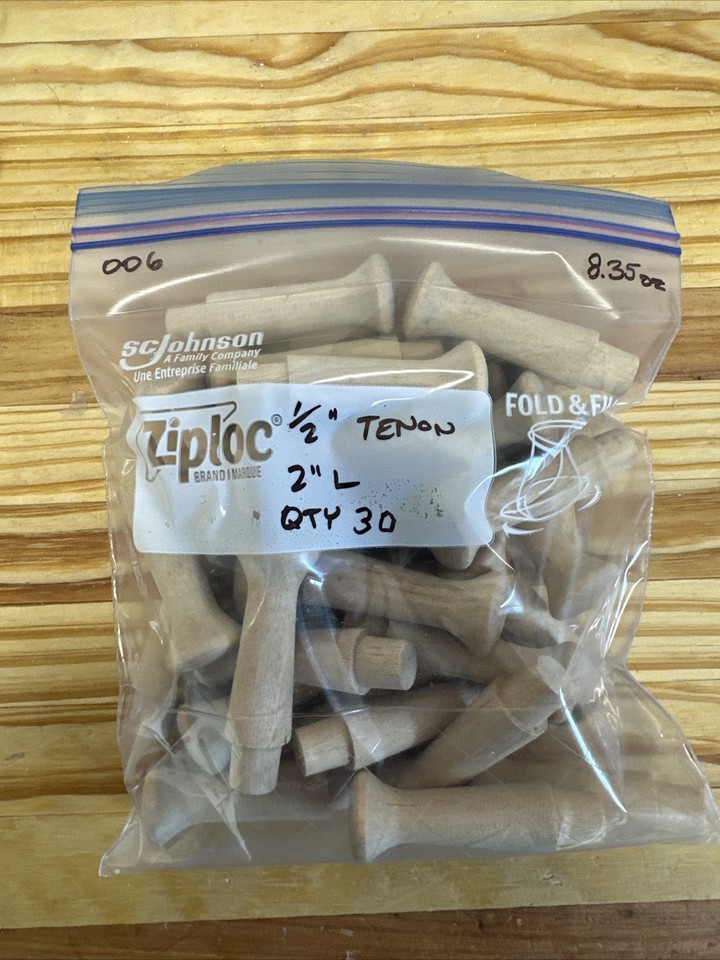 006
8.35oz
SC Johnson
A Family Company
Une Entreprise Familiale
Ziploc®
BRAND | MARQUE
1/2" TENON
2" L
QTY 30
FOLD &